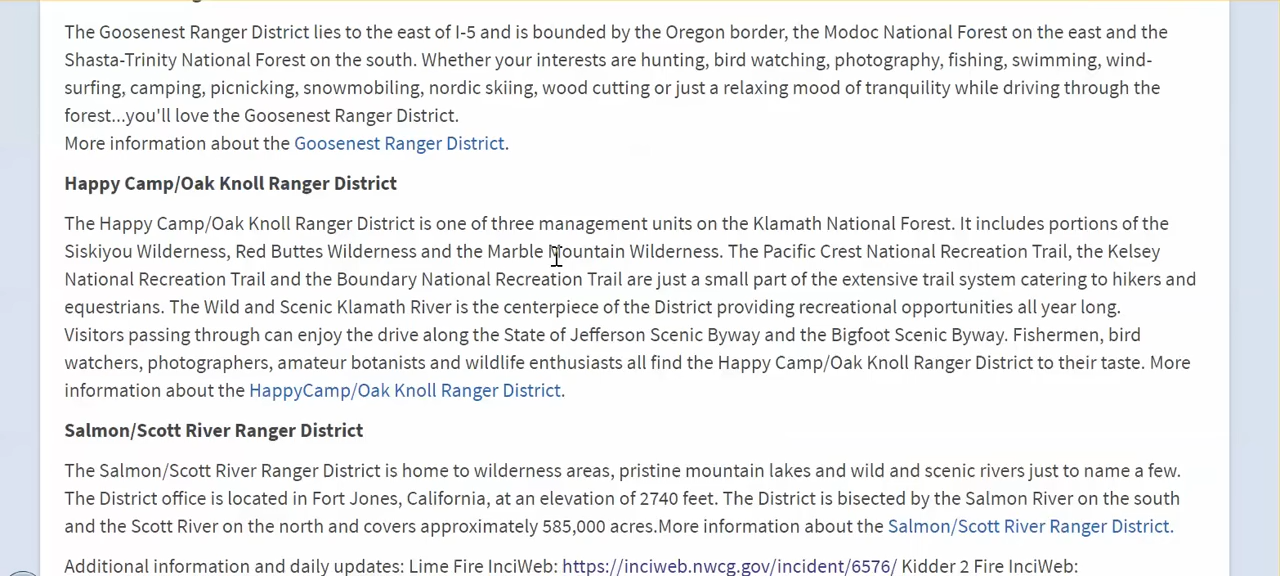 The Goosenest Ranger District lies to the east of I-5 and is bounded by the Oregon border, the Modoc National Forest on the east and the
Shasta-Trinity National Forest on the south. Whether your interests are hunting, bird watching, photography, fishing, swimming, wind-
surfing, camping, picnicking, snowmobiling, nordic skiing, wood cutting or just a relaxing mood of tranquility while driving through the
forest...you'll love the Goosenest Ranger District.
More information about the Goosenest Ranger District.
Happy Camp/Oak Knoll Ranger District
The Happy Camp/Oak Knoll Ranger District is one of three management units on the Klamath National Forest. It includes portions of the
Siskiyou Wilderness, Red Buttes Wilderness and the Marble Mountain Wilderness. The Pacific Crest National Recreation Trail, the Kelsey
National Recreation Trail and the Boundary National Recreation Trail are just a small part of the extensive trail system catering to hikers and
equestrians. The Wild and Scenic Klamath River is the centerpiece of the District providing recreational opportunities all year long.
Visitors passing through can enjoy the drive along the State of Jefferson Scenic Byway and the Bigfoot Scenic Byway. Fishermen, bird
watchers, photographers, amateur botanists and wildlife enthusiasts all find the Happy Camp/Oak Knoll Ranger District to their taste. More
information about the HappyCamp/Oak Knoll Ranger District.
Salmon/Scott River Ranger District
The Salmon/Scott River Ranger District is home to wilderness areas, pristine mountain lakes and wild and scenic rivers just to name a few.
The District office is located in Fort Jones, California, at an elevation of 2740 feet. The District is bisected by the Salmon River on the south
and the Scott River on the north and covers approximately 585,000 acres.More information about the Salmon/Scott River Ranger District.
Additional information and daily updates: Lime Fire InciWeb: https://inciweb.nwcg.gov/incident/6576/ Kidder 2 Fire InciWeb: